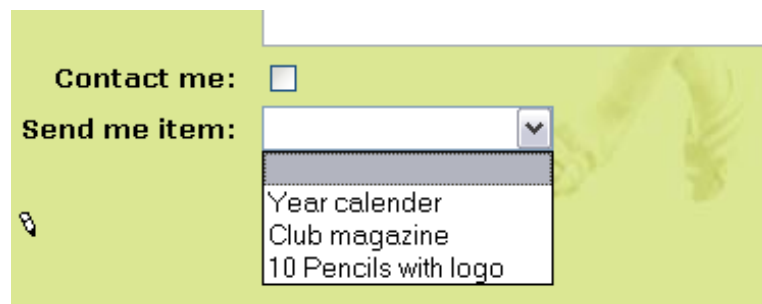 Contact me:
Send me item:
Year calender
Club magazine
10 Pencils with logo